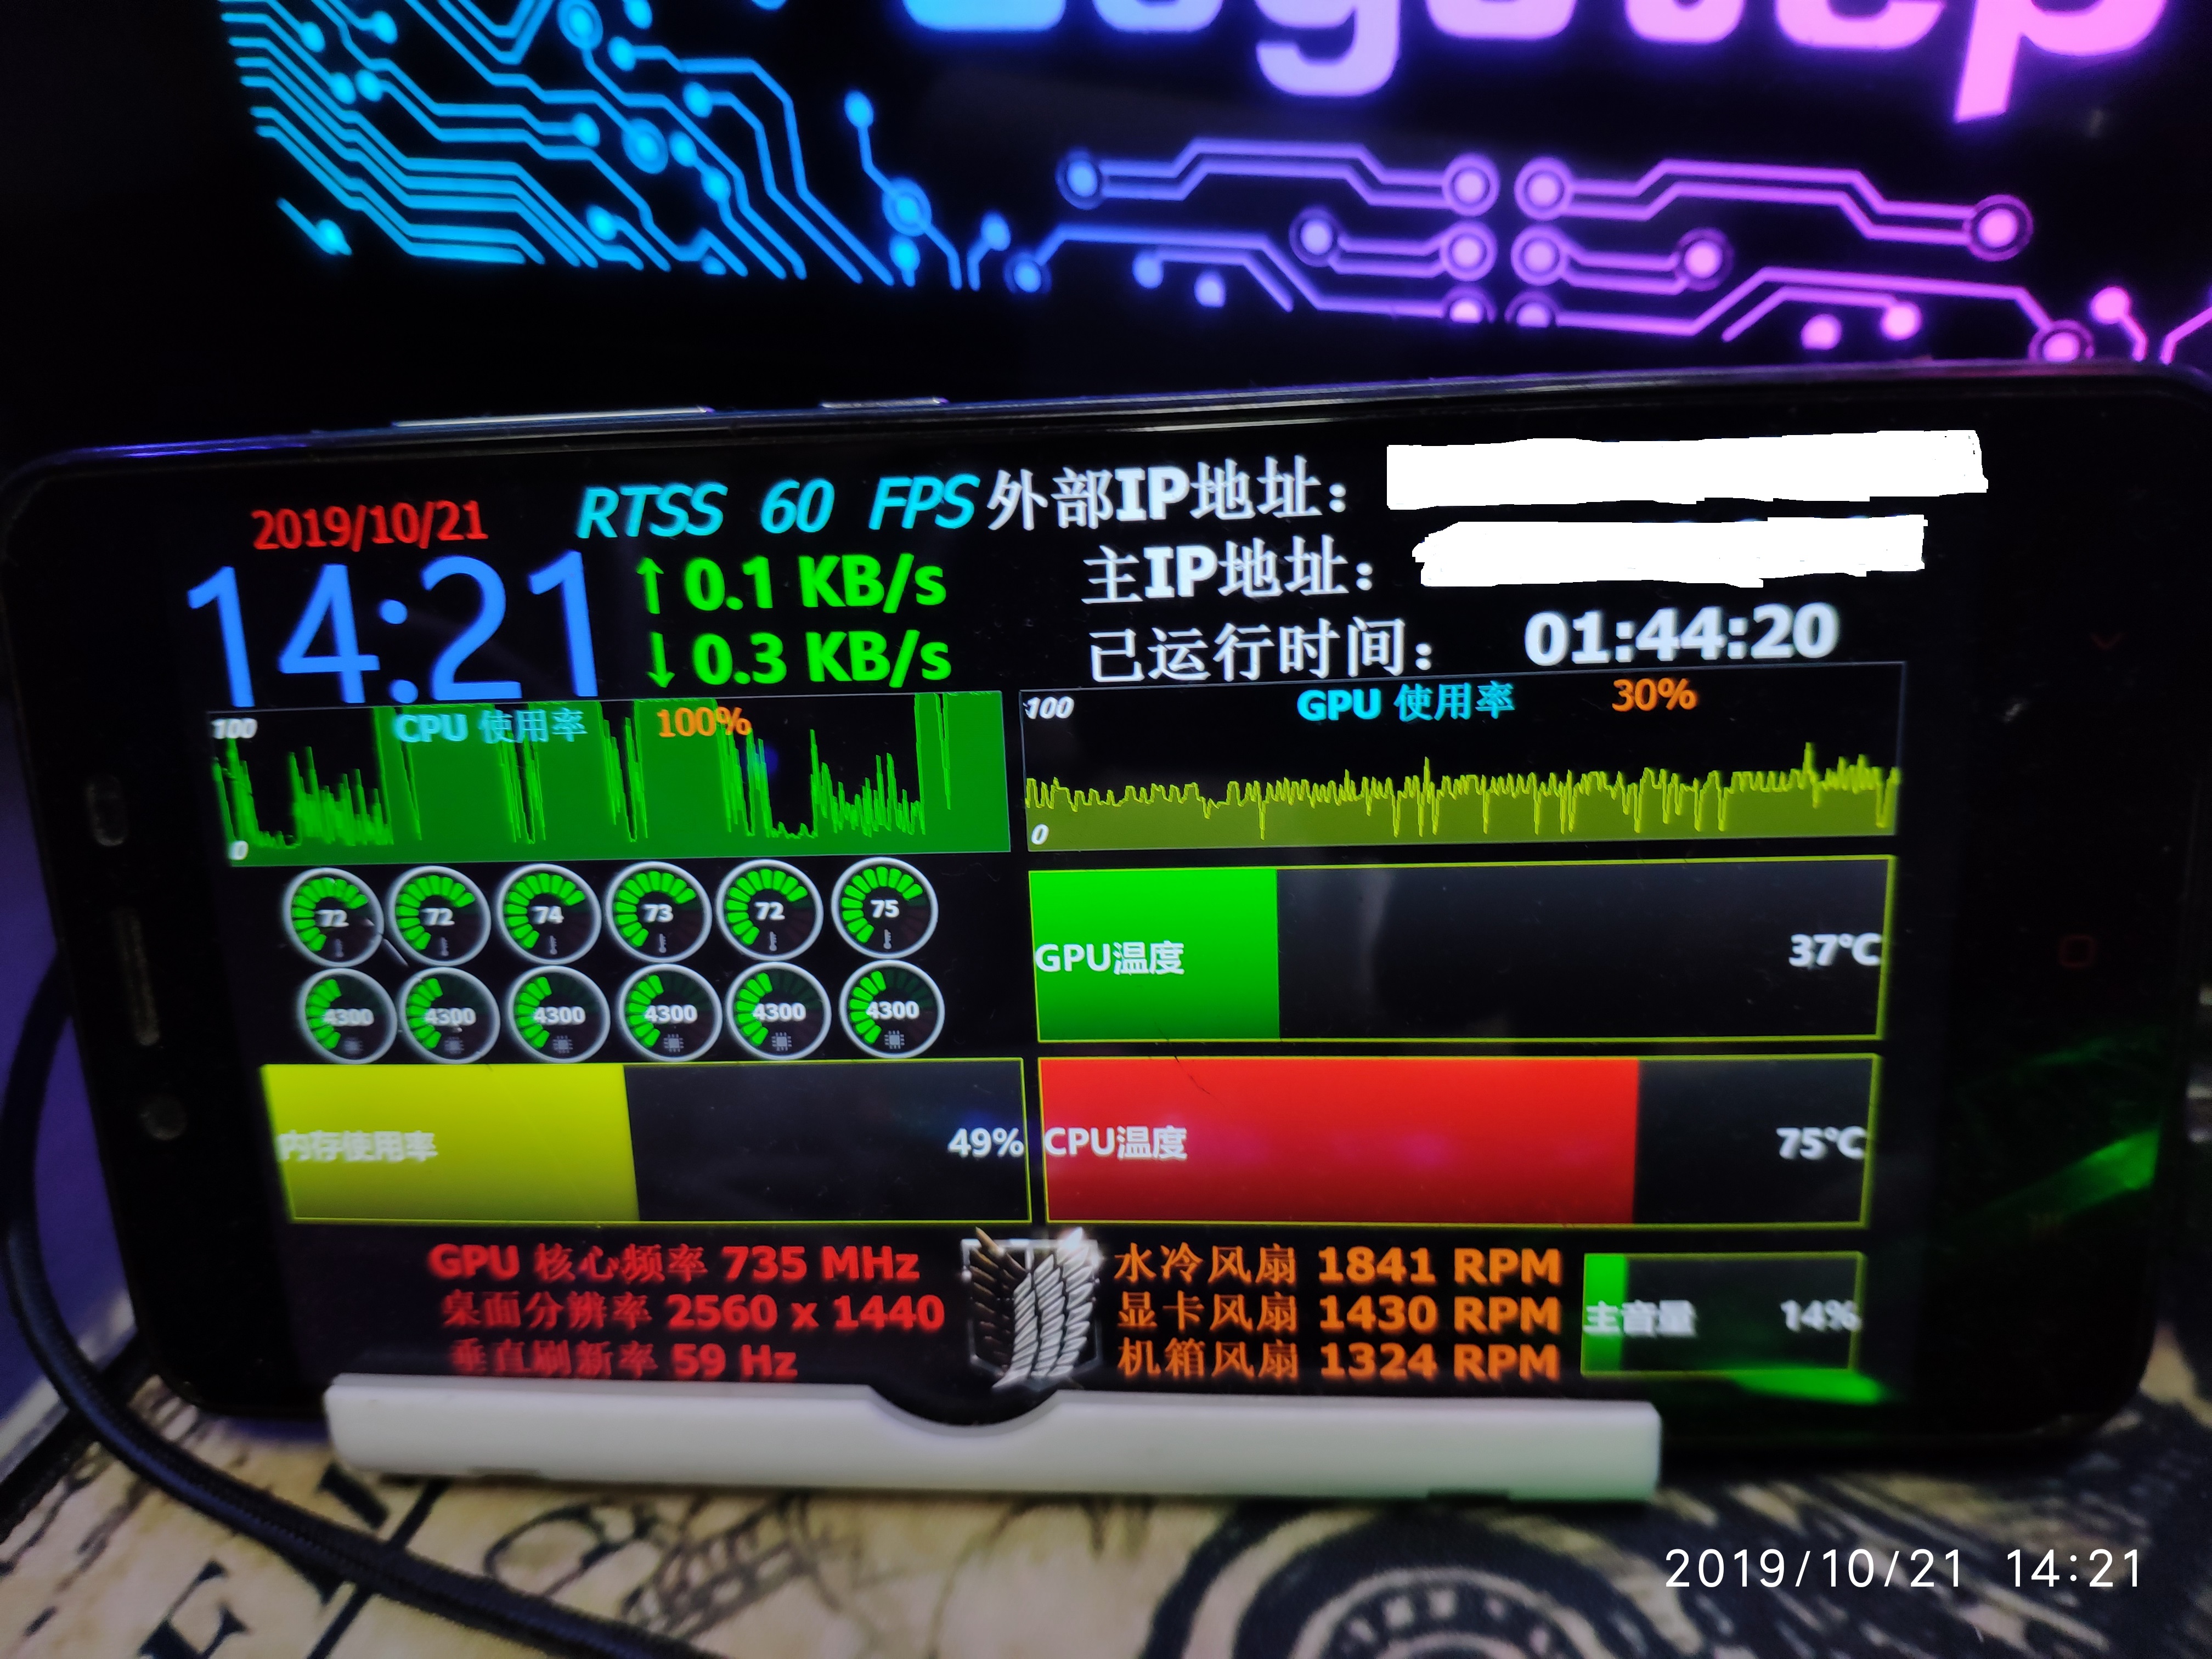 2019/10/21
RTSS 60 FPS
外部IP地址：
14:21
↑ 0.1 KB/s
主IP地址：
↓ 0.3 KB/s
已运行时间： 01:44:20
100
CPU 使用率 100%
0
100
GPU 使用率 30%
0
72 72 74 73 72 75
4300 4300 4300 4300 4300 4300
GPU温度 37°C
内存使用率 49%
CPU温度 75°C
GPU 核心频率 735 MHz
桌面分辨率 2560 x 1440
垂直刷新率 59 Hz
水冷风扇 1841 RPM
显卡风扇 1430 RPM
机箱风扇 1324 RPM
主音量 14%
2019/10/21 14:21